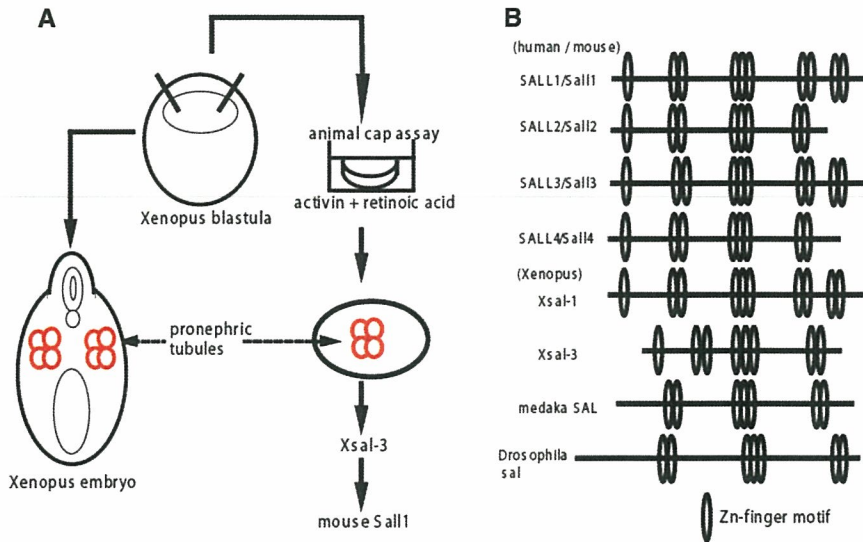 A
Xenopus blastula
animal cap assay
activin + retinoic acid
pronephric
tubules
Xenopus embryo
Xsal-3
mouse Sall1
B
(human / mouse)
SALL1/Sall1
SALL2/Sall2
SALL3/Sall3
SALL4/Sall4
(Xenopus)
Xsal-1
Xsal-3
medaka SAL
Drosophila
sal
Zn-finger motif